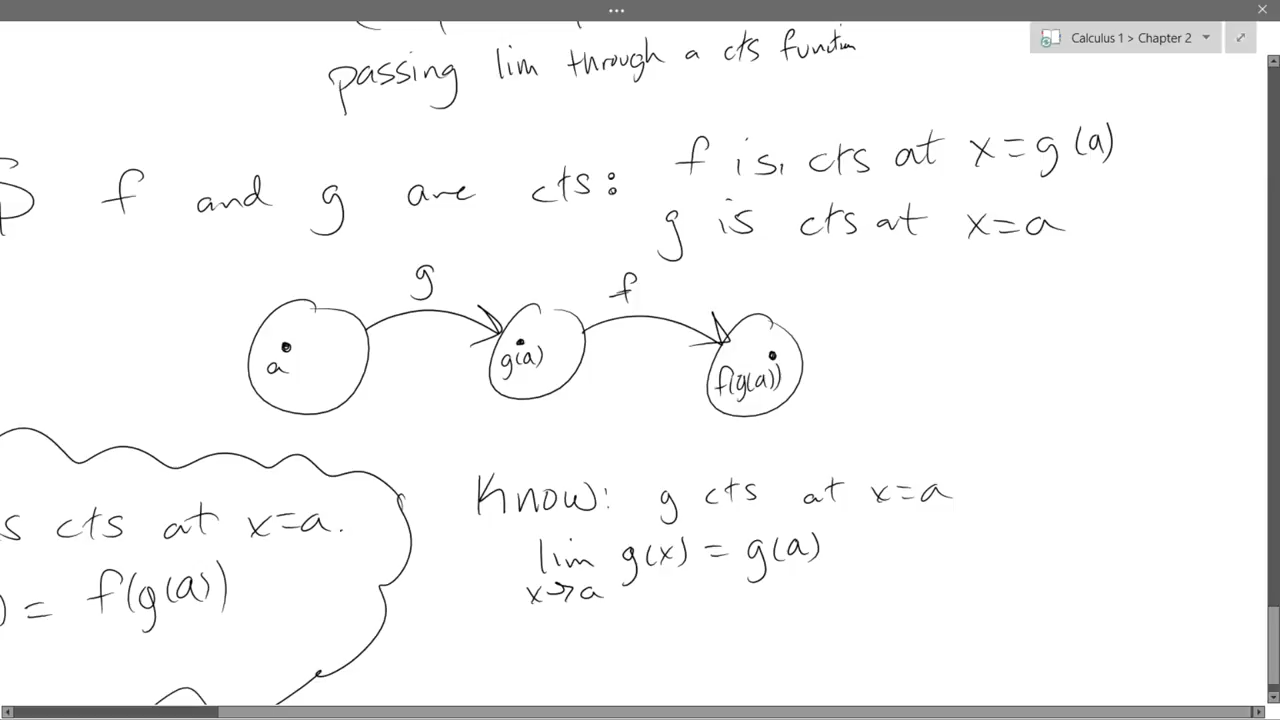 Calculus 1 > Chapter 2
passing lim through a cts function
f and g are cts: f is cts at x=g(a)
g is cts at x=a
g f
a g(a) f(g(a))
cts at x=a.
= f(g(a))
Know: g cts at x=a
lim g(x) = g(a)
x→a